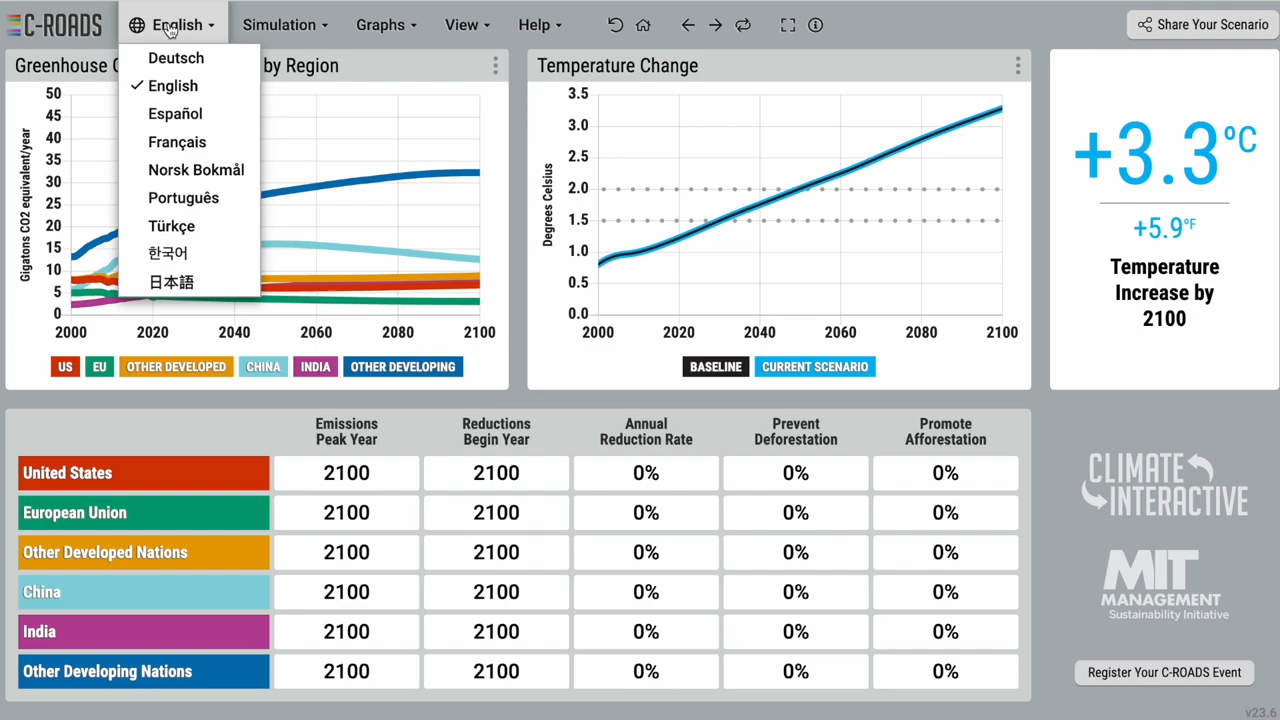 C-ROADS
English
Simulation
Graphs
View
Help
Share Your Scenario
Deutsch
English
Español
Français
Norsk Bokmål
Português
Türkçe
한국어
日本語
Greenhouse
by Region
Gigatons CO2 equivalent/year
50
45
40
35
30
25
20
15
10
5
0
2000 2020 2040 2060 2080 2100
US EU OTHER DEVELOPED CHINA INDIA OTHER DEVELOPING
Temperature Change
Degrees Celsius
3.5
3.0
2.5
2.0
1.5
1.0
0.5
0.0
2000 2020 2040 2060 2080 2100
BASELINE CURRENT SCENARIO
+3.3°C
+5.9°F
Temperature
Increase by
2100
Emissions
Peak Year
Reductions
Begin Year
Annual
Reduction Rate
Prevent
Deforestation
Promote
Afforestation
United States 2100 2100 0% 0% 0%
European Union 2100 2100 0% 0% 0%
Other Developed Nations 2100 2100 0% 0% 0%
China 2100 2100 0% 0% 0%
India 2100 2100 0% 0% 0%
Other Developing Nations 2100 2100 0% 0% 0%
CLIMATE
INTERACTIVE
MIT
MANAGEMENT
Sustainability Initiative
Register Your C-ROADS Event
v23.6